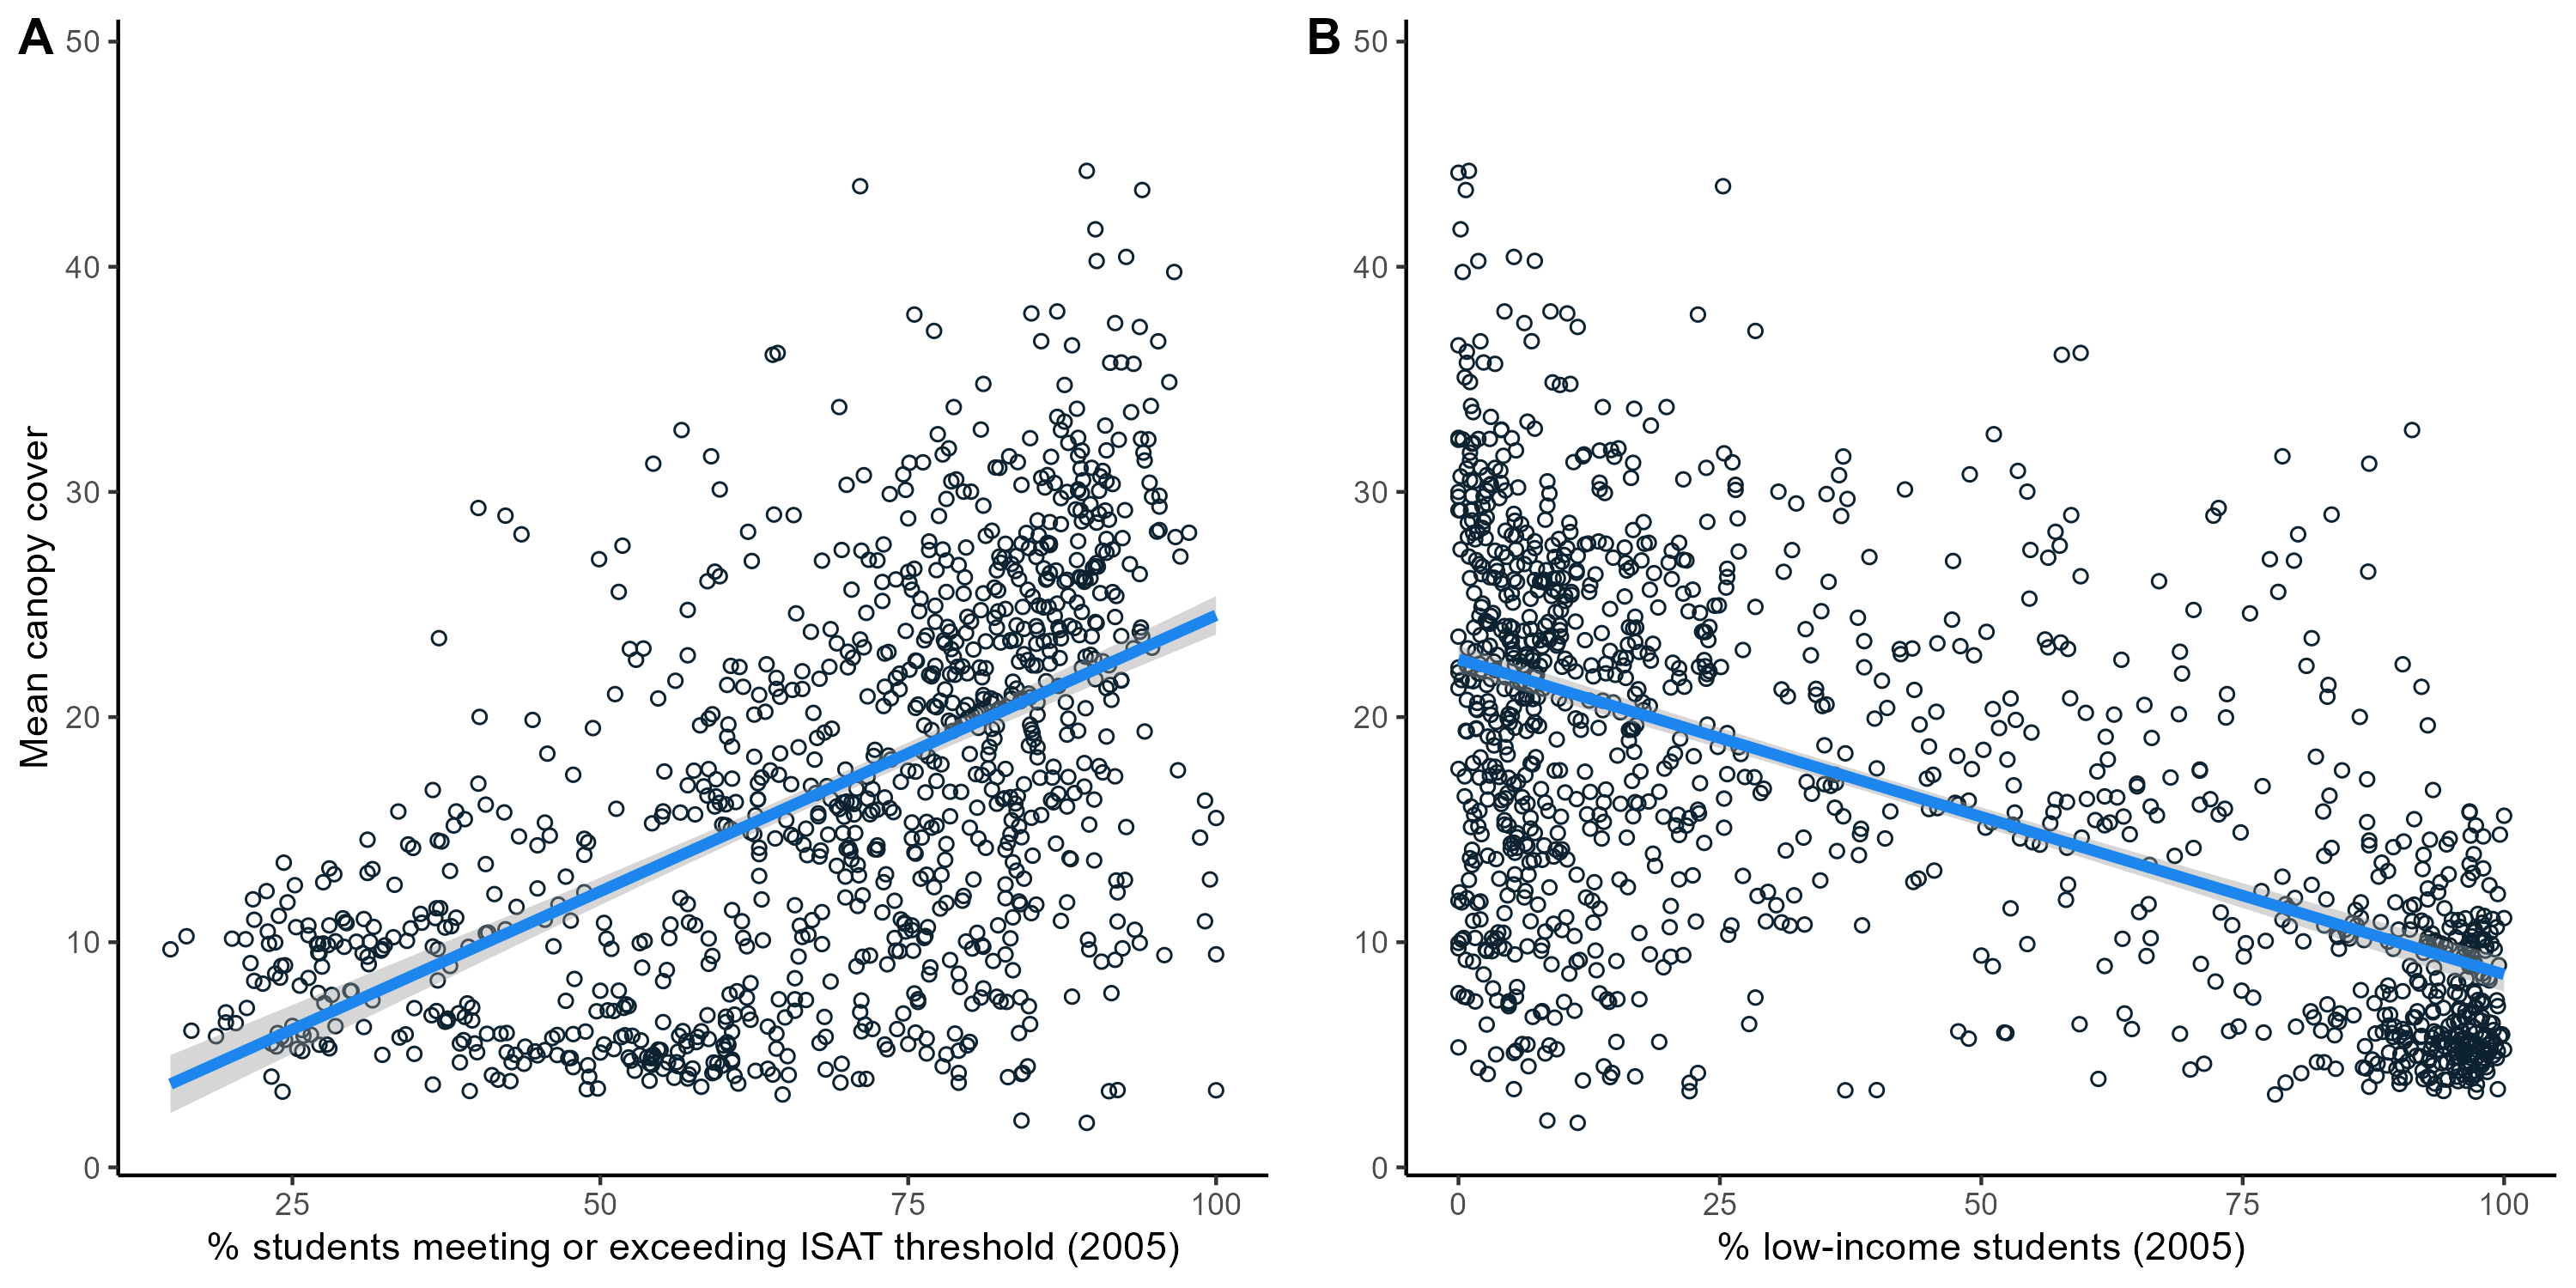 A
50
40
30
20
10
0
Mean canopy cover
25 50 75 100
% students meeting or exceeding ISAT threshold (2005)
B
50
40
30
20
10
0
0 25 50 75 100
% low-income students (2005)